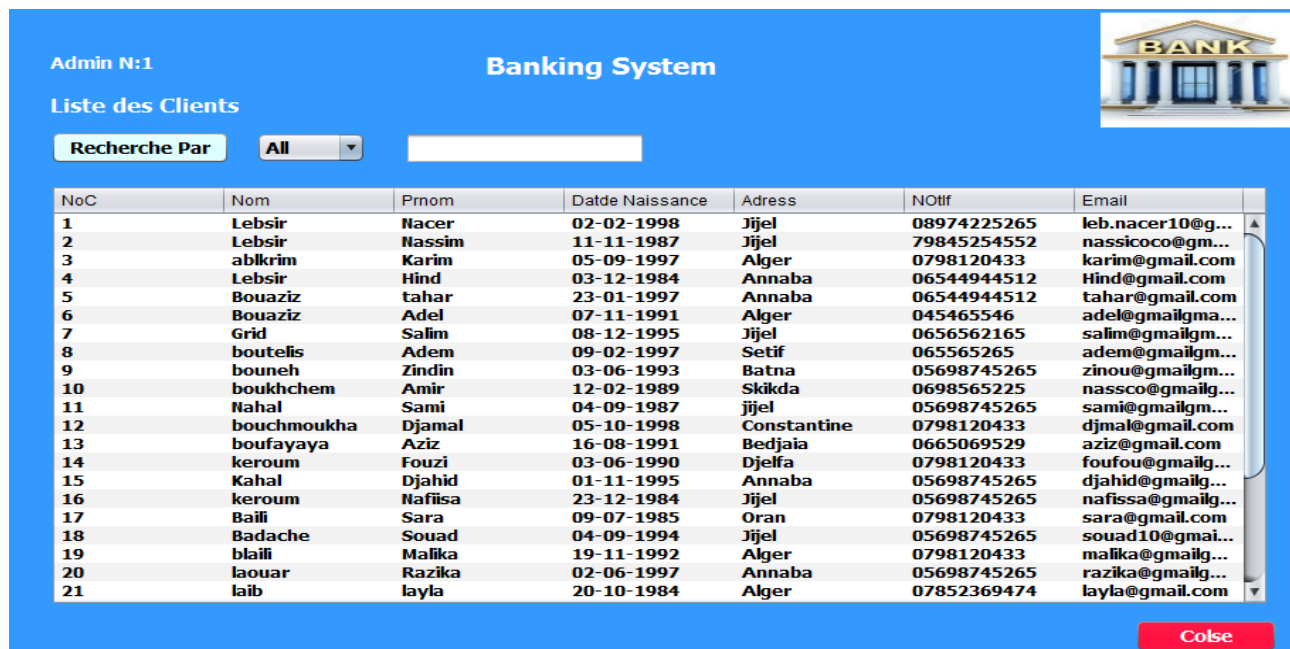 BANK
Admin N:1
Banking System
Liste des Clients
Recherche Par All
NoC Nom Prnom Datde Naissance Adress NOtlf Email
1 Lebsir Nacer 02-02-1998 Jijel 08974225265 leb.nacer10@g...
2 Lebsir Nassim 11-11-1987 Jijel 79845254552 nassicoco@gm...
3 ablkrim Karim 05-09-1997 Alger 0798120433 karim@gmail.com
4 Lebsir Hind 03-12-1984 Annaba 06544944512 Hind@gmail.com
5 Bouaziz tahar 23-01-1997 Annaba 06544944512 tahar@gmail.com
6 Bouaziz Adel 07-11-1991 Alger 045465546 adel@gmailgma...
7 Grid Salim 08-12-1995 Jijel 0656562165 salim@gmailgm...
8 boutelis Adem 09-02-1997 Setif 065565265 adem@gmailgm...
9 bouneh Zindin 03-06-1993 Batna 05698745265 zinou@gmailgm...
10 boukhchem Amir 12-02-1989 Skikda 0698565225 nassco@gmailg...
11 Nahal Sami 04-09-1987 jijel 05698745265 sami@gmailgm...
12 bouchmoukha Djamal 05-10-1998 Constantine 0798120433 djmal@gmail.com
13 boufayaya Aziz 16-08-1991 Bedjaia 0665069529 aziz@gmail.com
14 keroum Fouzi 03-06-1990 Djelfa 0798120433 foufou@gmailg...
15 Kahal Djahid 01-11-1995 Annaba 05698745265 djahid@gmailg...
16 keroum Nafiisa 23-12-1984 Jijel 05698745265 nafissa@gmailg...
17 Baili Sara 09-07-1985 Oran 0798120433 sara@gmail.com
18 Badache Souad 04-09-1994 Jijel 05698745265 souad10@gmai...
19 blaili Malika 19-11-1992 Alger 0798120433 malika@gmailg...
20 laouar Razika 02-06-1997 Annaba 05698745265 razika@gmailg...
21 laib layla 20-10-1984 Alger 07852369474 layla@gmail.com
Colse